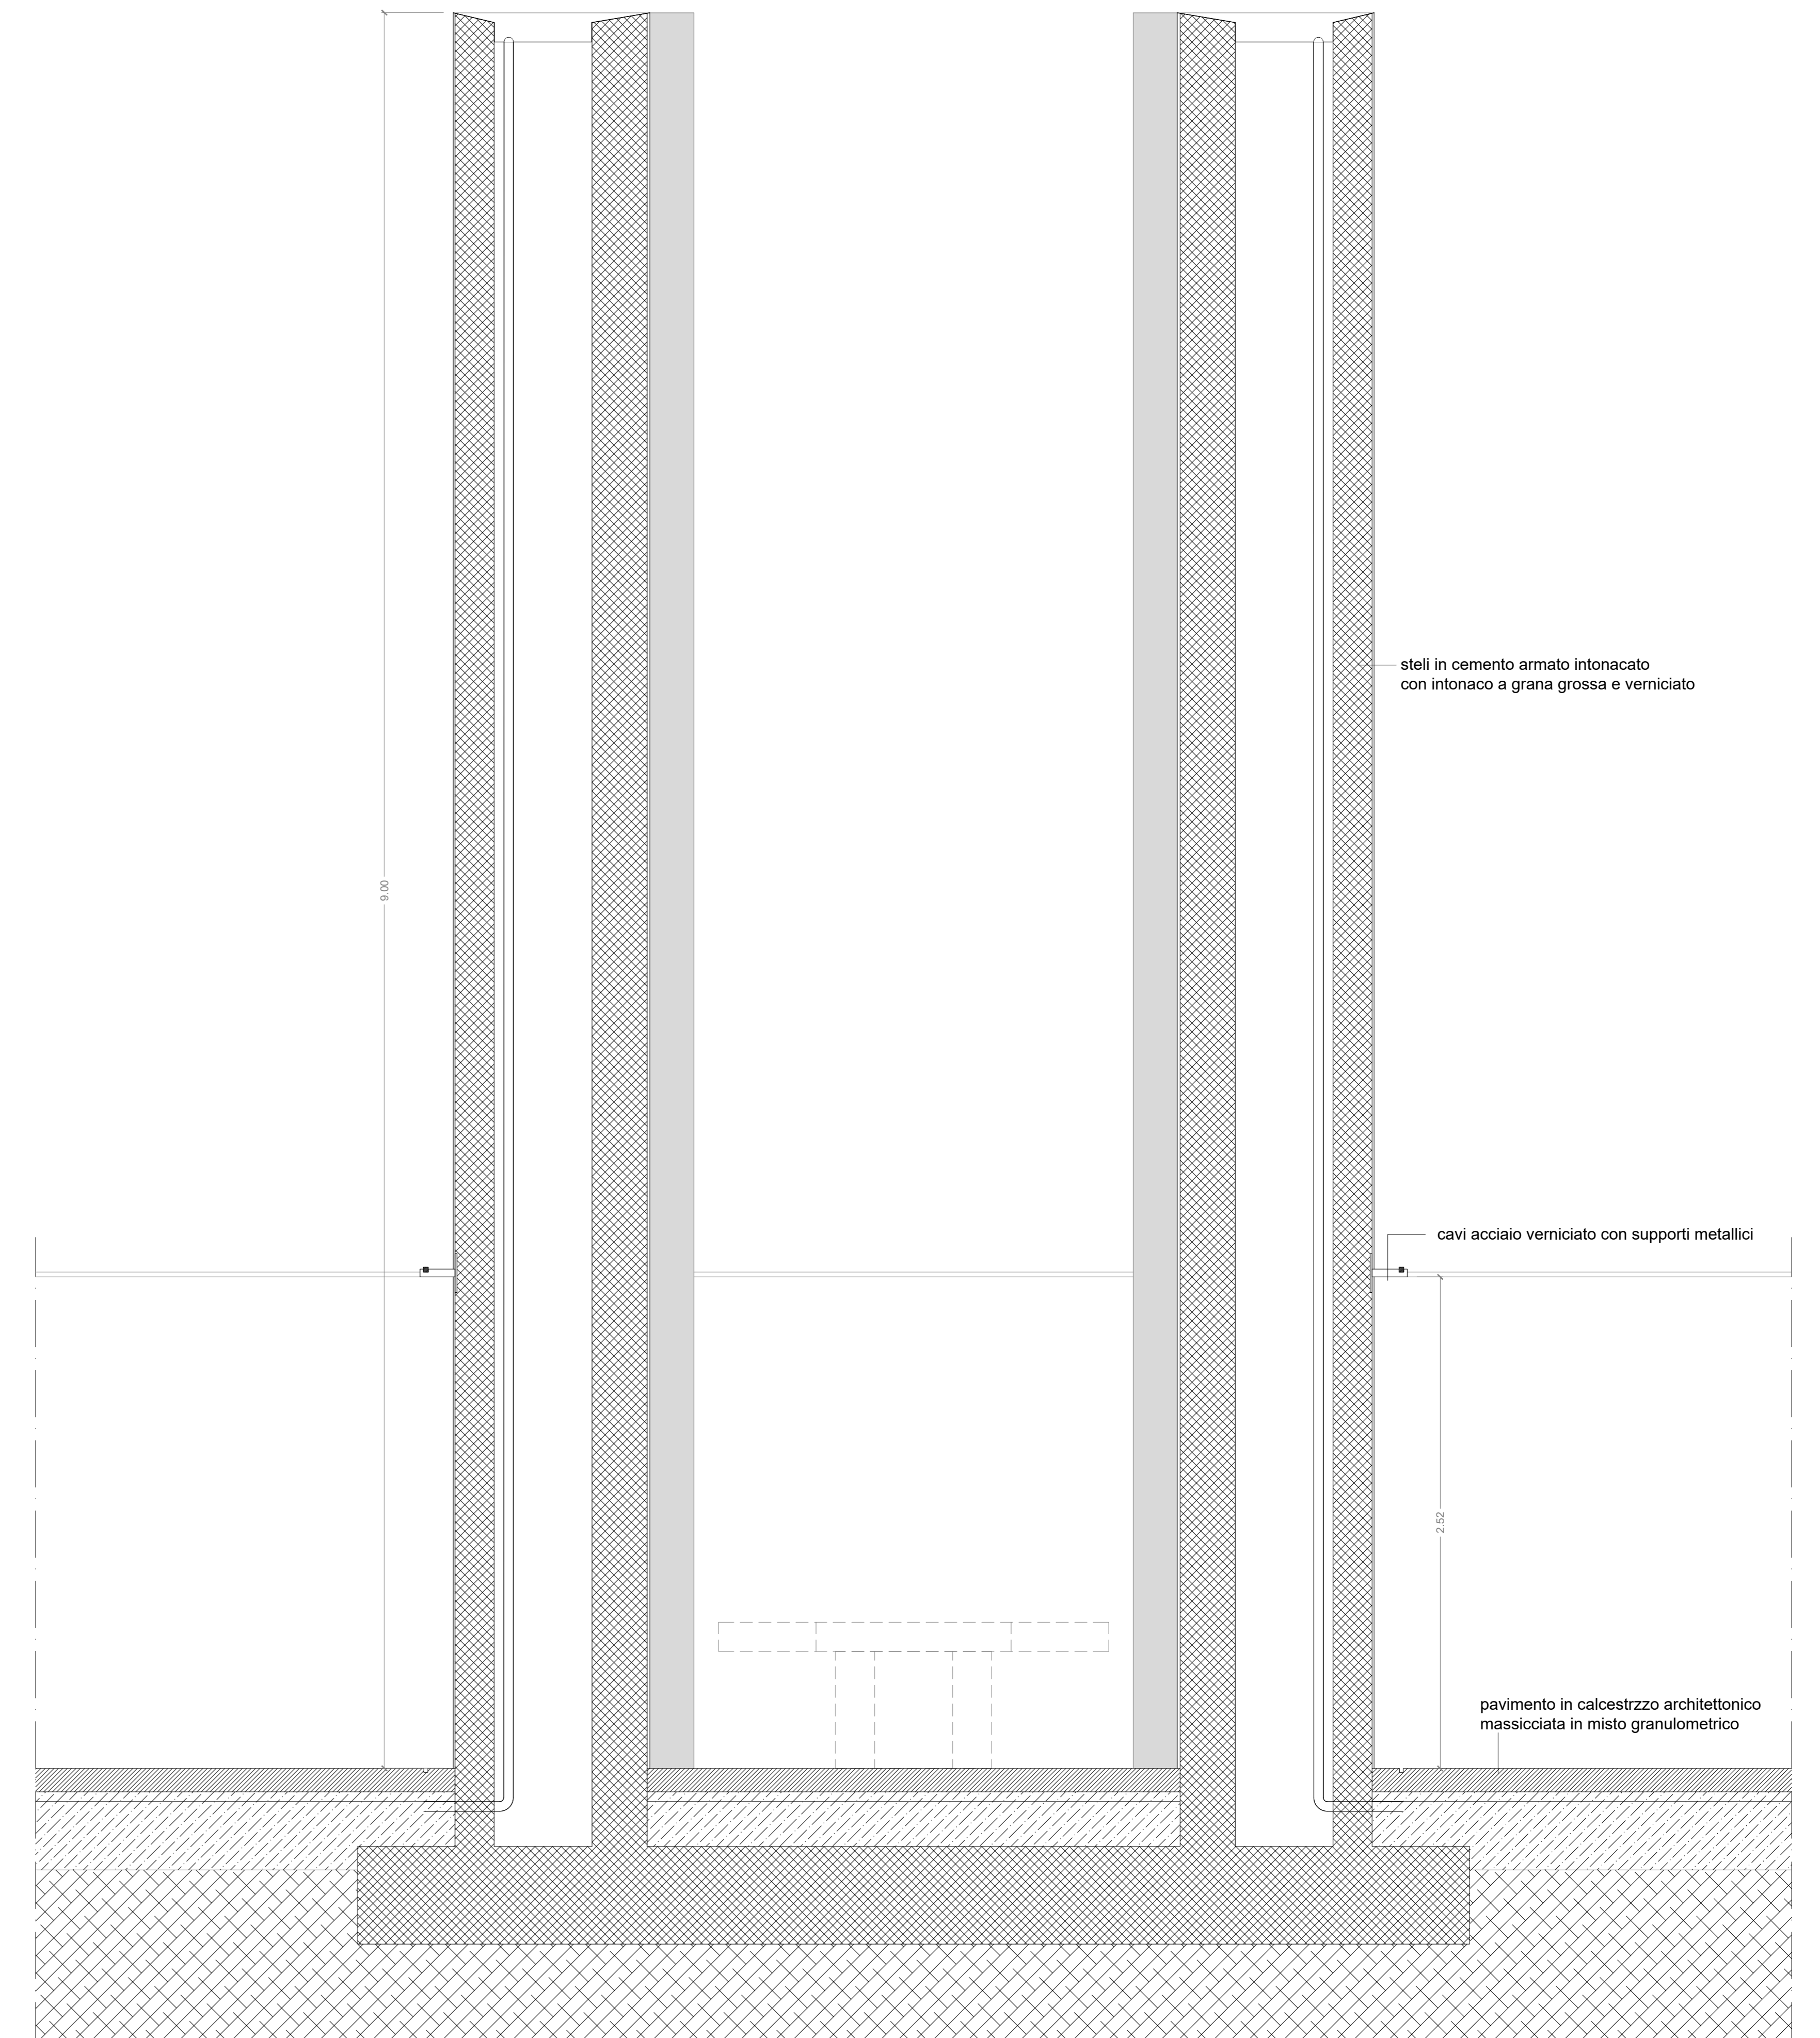 steli in cemento armato intonacato
con intonaco a grana grossa e verniciato
9.00
cavi acciaio verniciato con supporti metallici
2.52
pavimento in calcestrzzo architettonico
massicciata in misto granulometrico